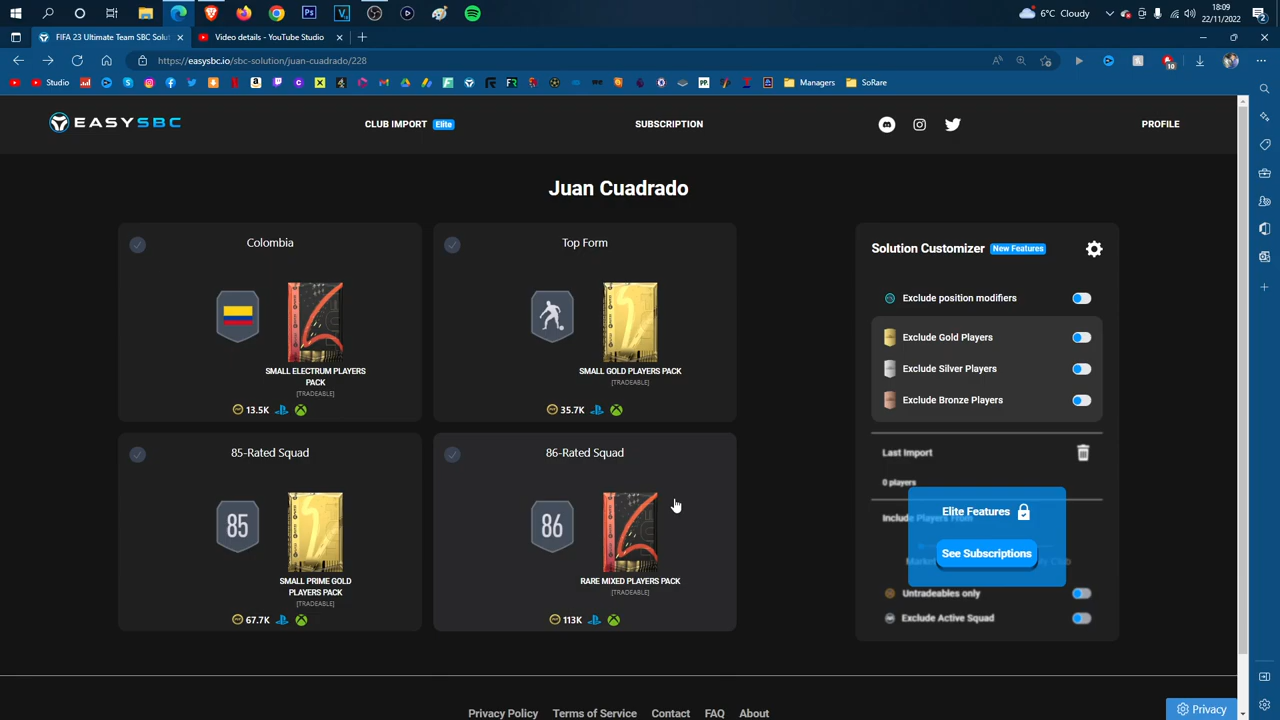 18:09
6°C Cloudy
22/11/2022
2
FIFA 23 Ultimate Team SBC Solut
Video details - YouTube Studio
https://easysbc.io/sbc-solution/juan-cuadrado/228
Studio
Managers
SoRare
EASYSBC
CLUB IMPORT Elite
SUBSCRIPTION
PROFILE
Juan Cuadrado
Colombia
SMALL ELECTRUM PLAYERS
PACK
[TRADEABLE]
13.5K
Top Form
SMALL GOLD PLAYERS PACK
[TRADEABLE]
35.7K
85-Rated Squad
85
SMALL PRIME GOLD
PLAYERS PACK
[TRADEABLE]
67.7K
86-Rated Squad
86
RARE MIXED PLAYERS PACK
[TRADEABLE]
113K
Solution Customizer New Features
Exclude position modifiers
Exclude Gold Players
Exclude Silver Players
Exclude Bronze Players
Last Import
0 players
Include Players From
Elite Features
See Subscriptions
Untradeables only
Exclude Active Squad
Privacy Policy
Terms of Service
Contact
FAQ
About
Privacy